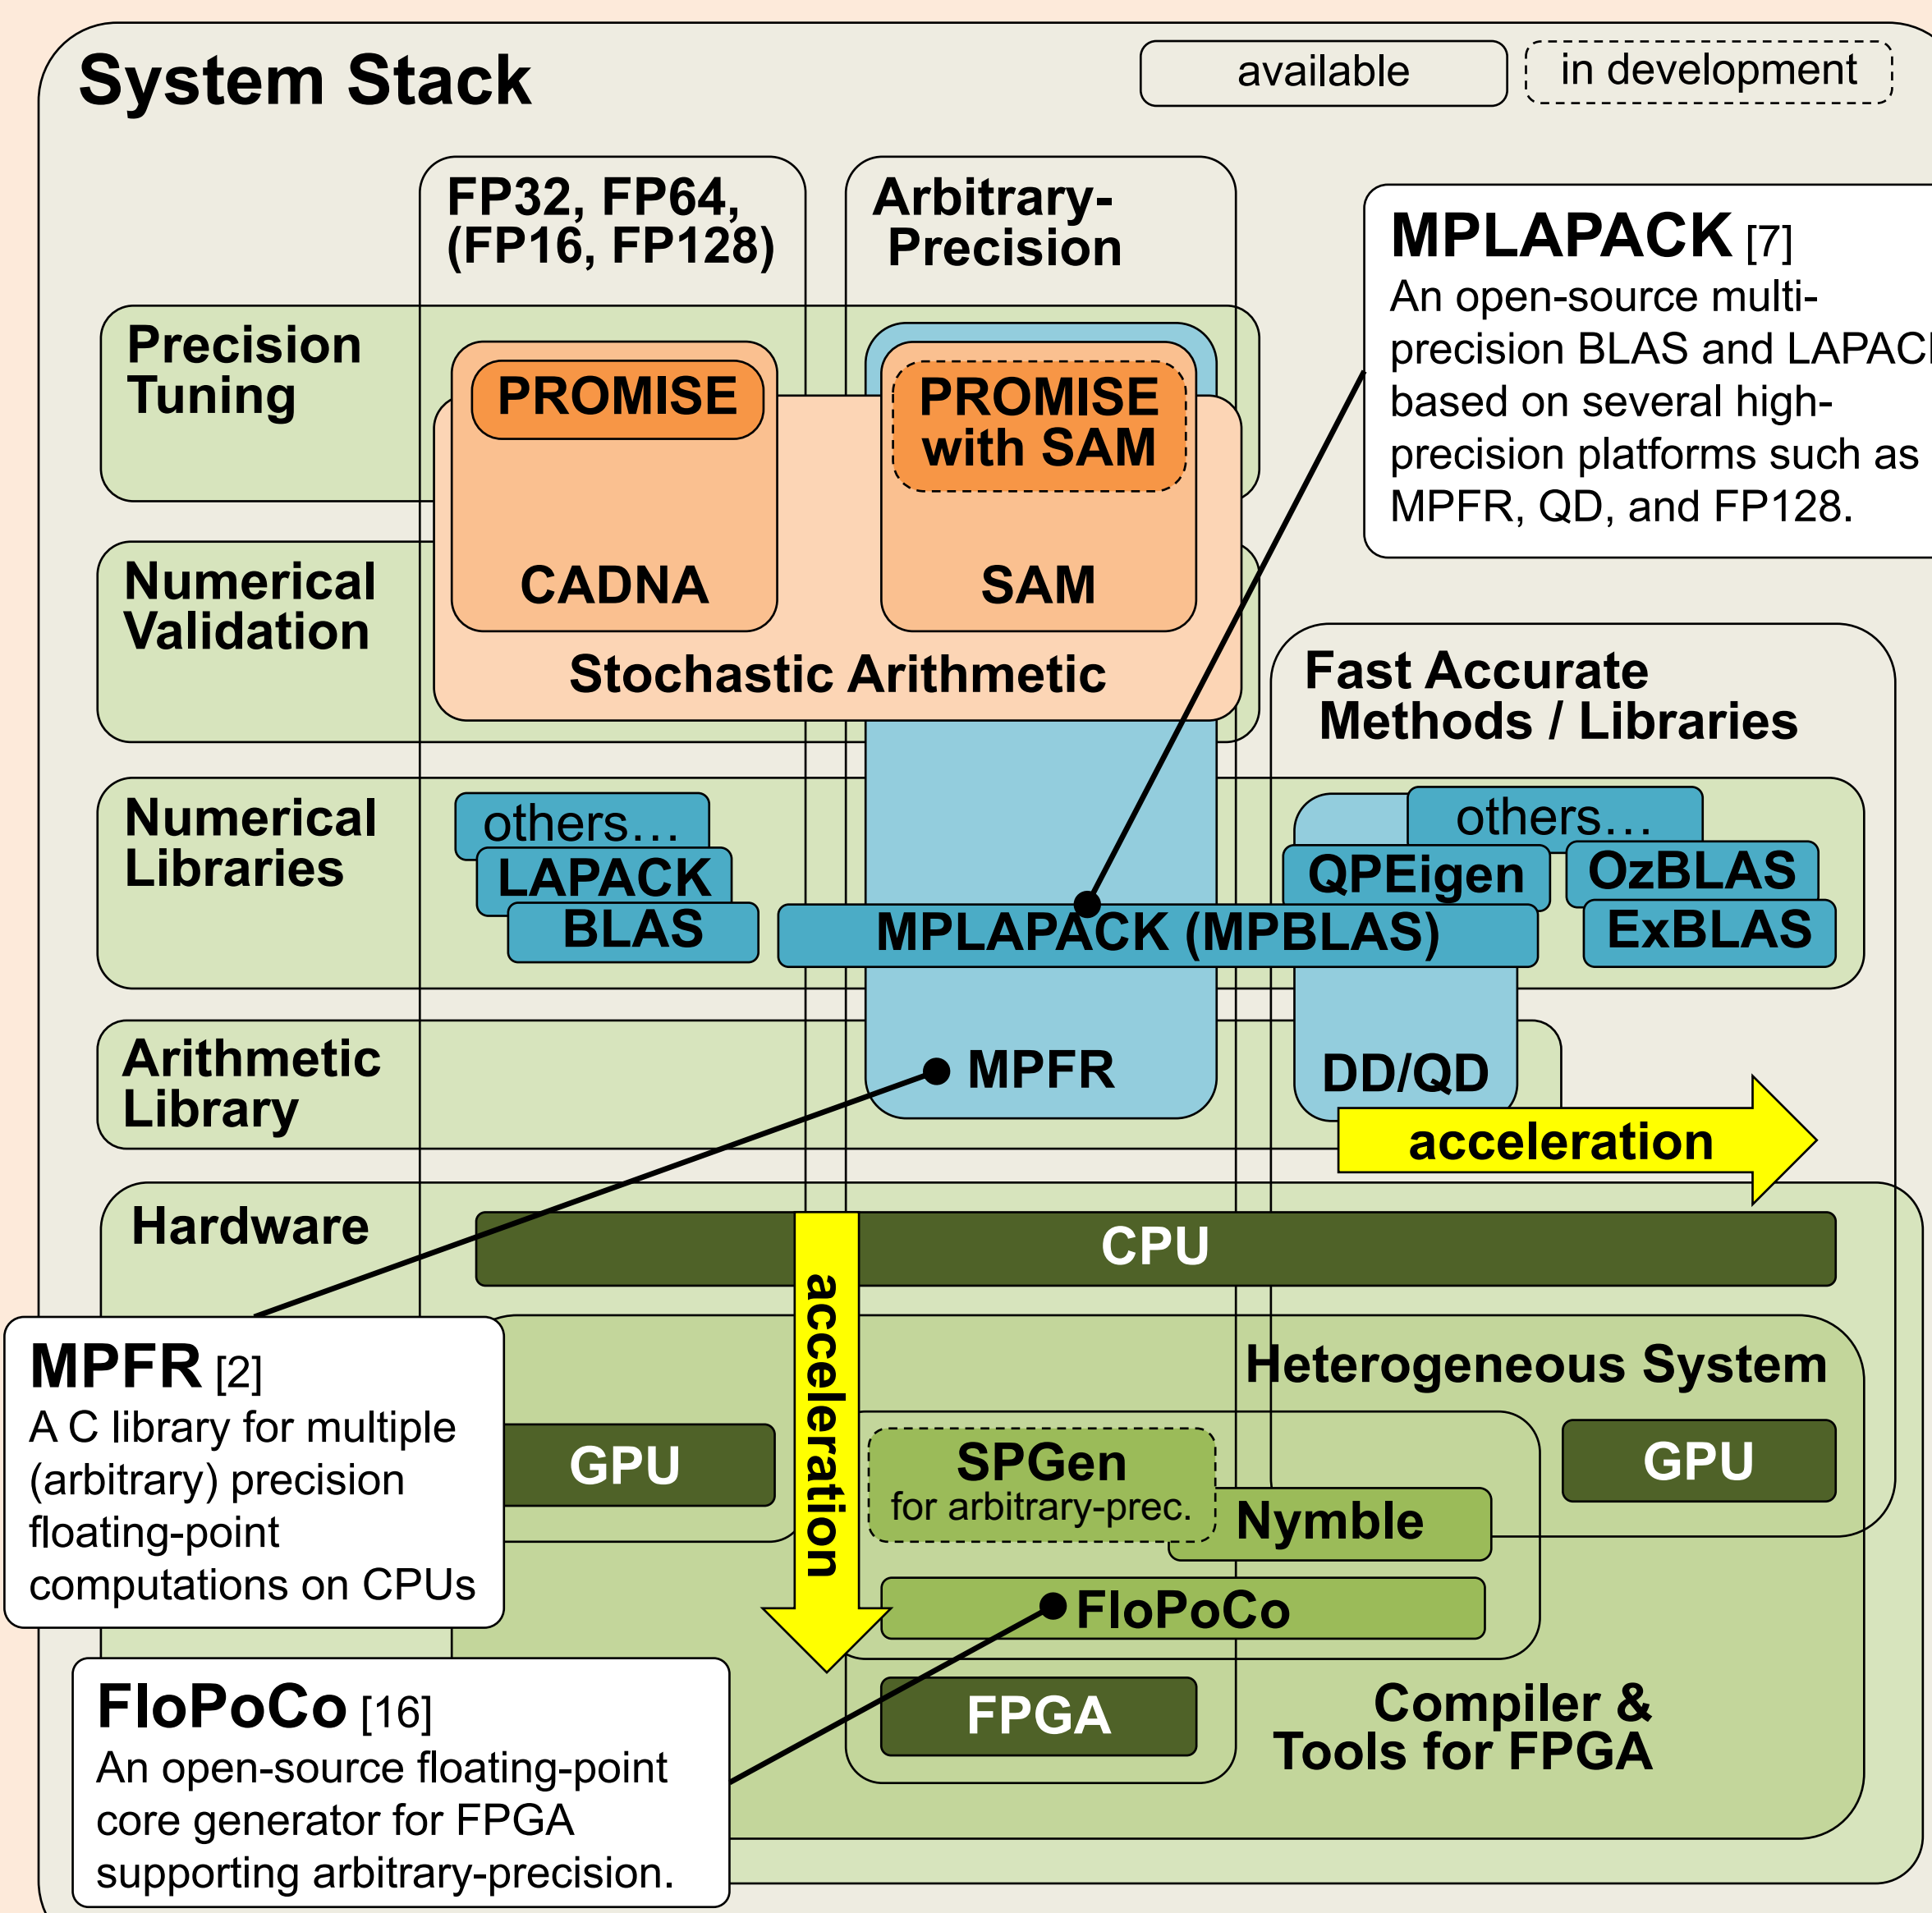 System Stack
available
in development
FP32, FP64,
(FP16, FP128)
Arbitrary-
Precision
MPLAPACK [7]
An open-source multi-
precision BLAS and LAPACK
based on several high-
precision platforms such as
MPFR, QD, and FP128.
Precision
Tuning
PROMISE
PROMISE
with SAM
Numerical
Validation
CADNA
SAM
Stochastic Arithmetic
Fast Accurate
Methods / Libraries
Numerical
Libraries
others…
LAPACK
BLAS
others…
QPEigen
OzBLAS
MPLAPACK (MPBLAS)
ExBLAS
Arithmetic
Library
MPFR
DD/QD
acceleration
Hardware
CPU
acceleration
Heterogeneous System
MPFR [2]
A C library for multiple
(arbitrary) precision
floating-point
computations on CPUs
GPU
SPGen
for arbitrary-prec.
GPU
Nymble
FloPoCo
FPGA
Compiler &
Tools for FPGA
FloPoCo [16]
An open-source floating-point
core generator for FPGA
supporting arbitrary-precision.